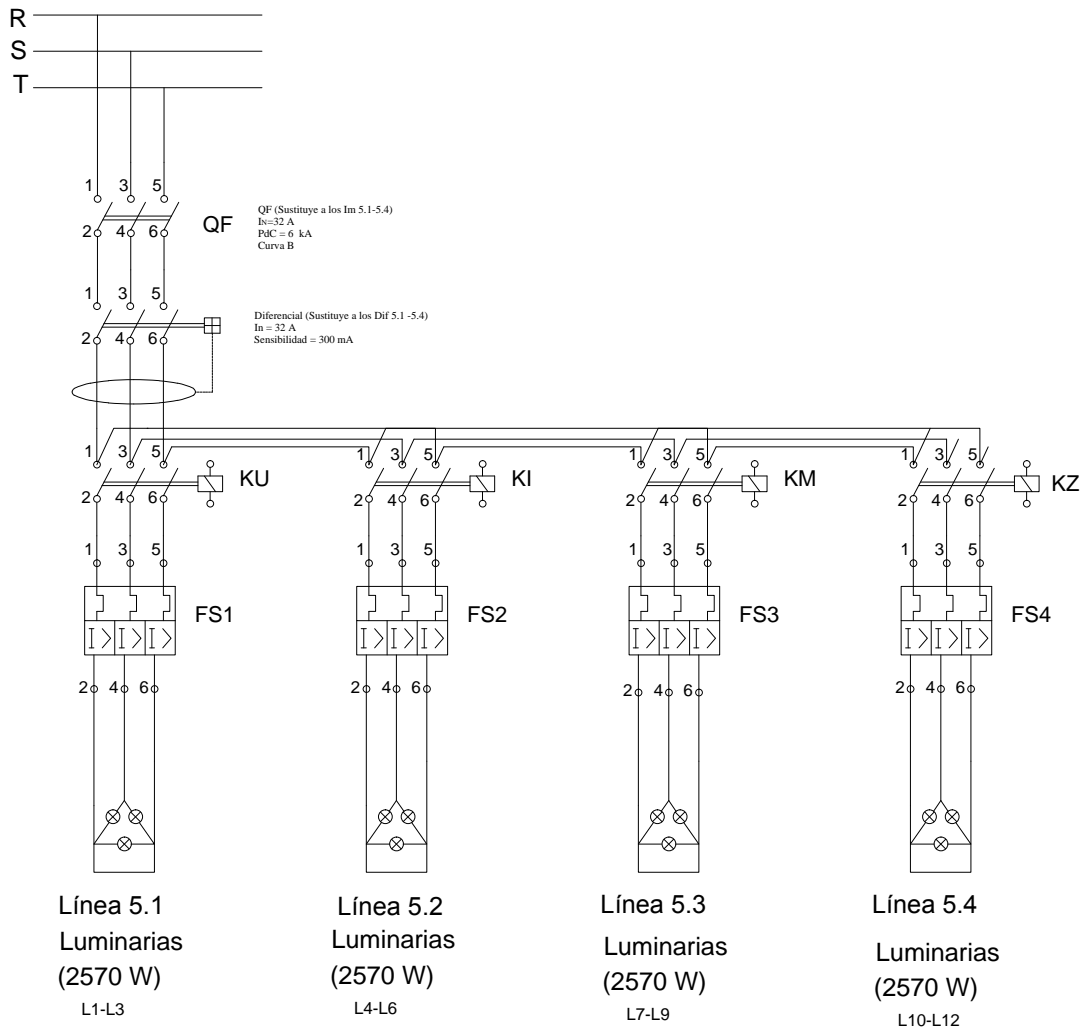 R
S
T
1 3 5
QF
2 4 6
QF (Sustituye a los Im 5.1-5.4)
IN=32 A
PdC = 6 kA
Curva B
1 3 5
2 4 6
Diferencial (Sustituye a los Dif 5.1 -5.4)
In = 32 A
Sensibilidad = 300 mA
1 3 5 1 3 5 1 3 5 1 3 5
KU KI KM KZ
2 4 6 2 4 6 2 4 6 2 4 6
1 3 5 1 3 5 1 3 5 1 3 5
FS1 FS2 FS3 FS4
I> I> I> I> I> I> I> I> I> I> I> I>
2 4 6 2 4 6 2 4 6 2 4 6
Línea 5.1
Luminarias
(2570 W)
L1-L3
Línea 5.2
Luminarias
(2570 W)
L4-L6
Línea 5.3
Luminarias
(2570 W)
L7-L9
Línea 5.4
Luminarias
(2570 W)
L10-L12